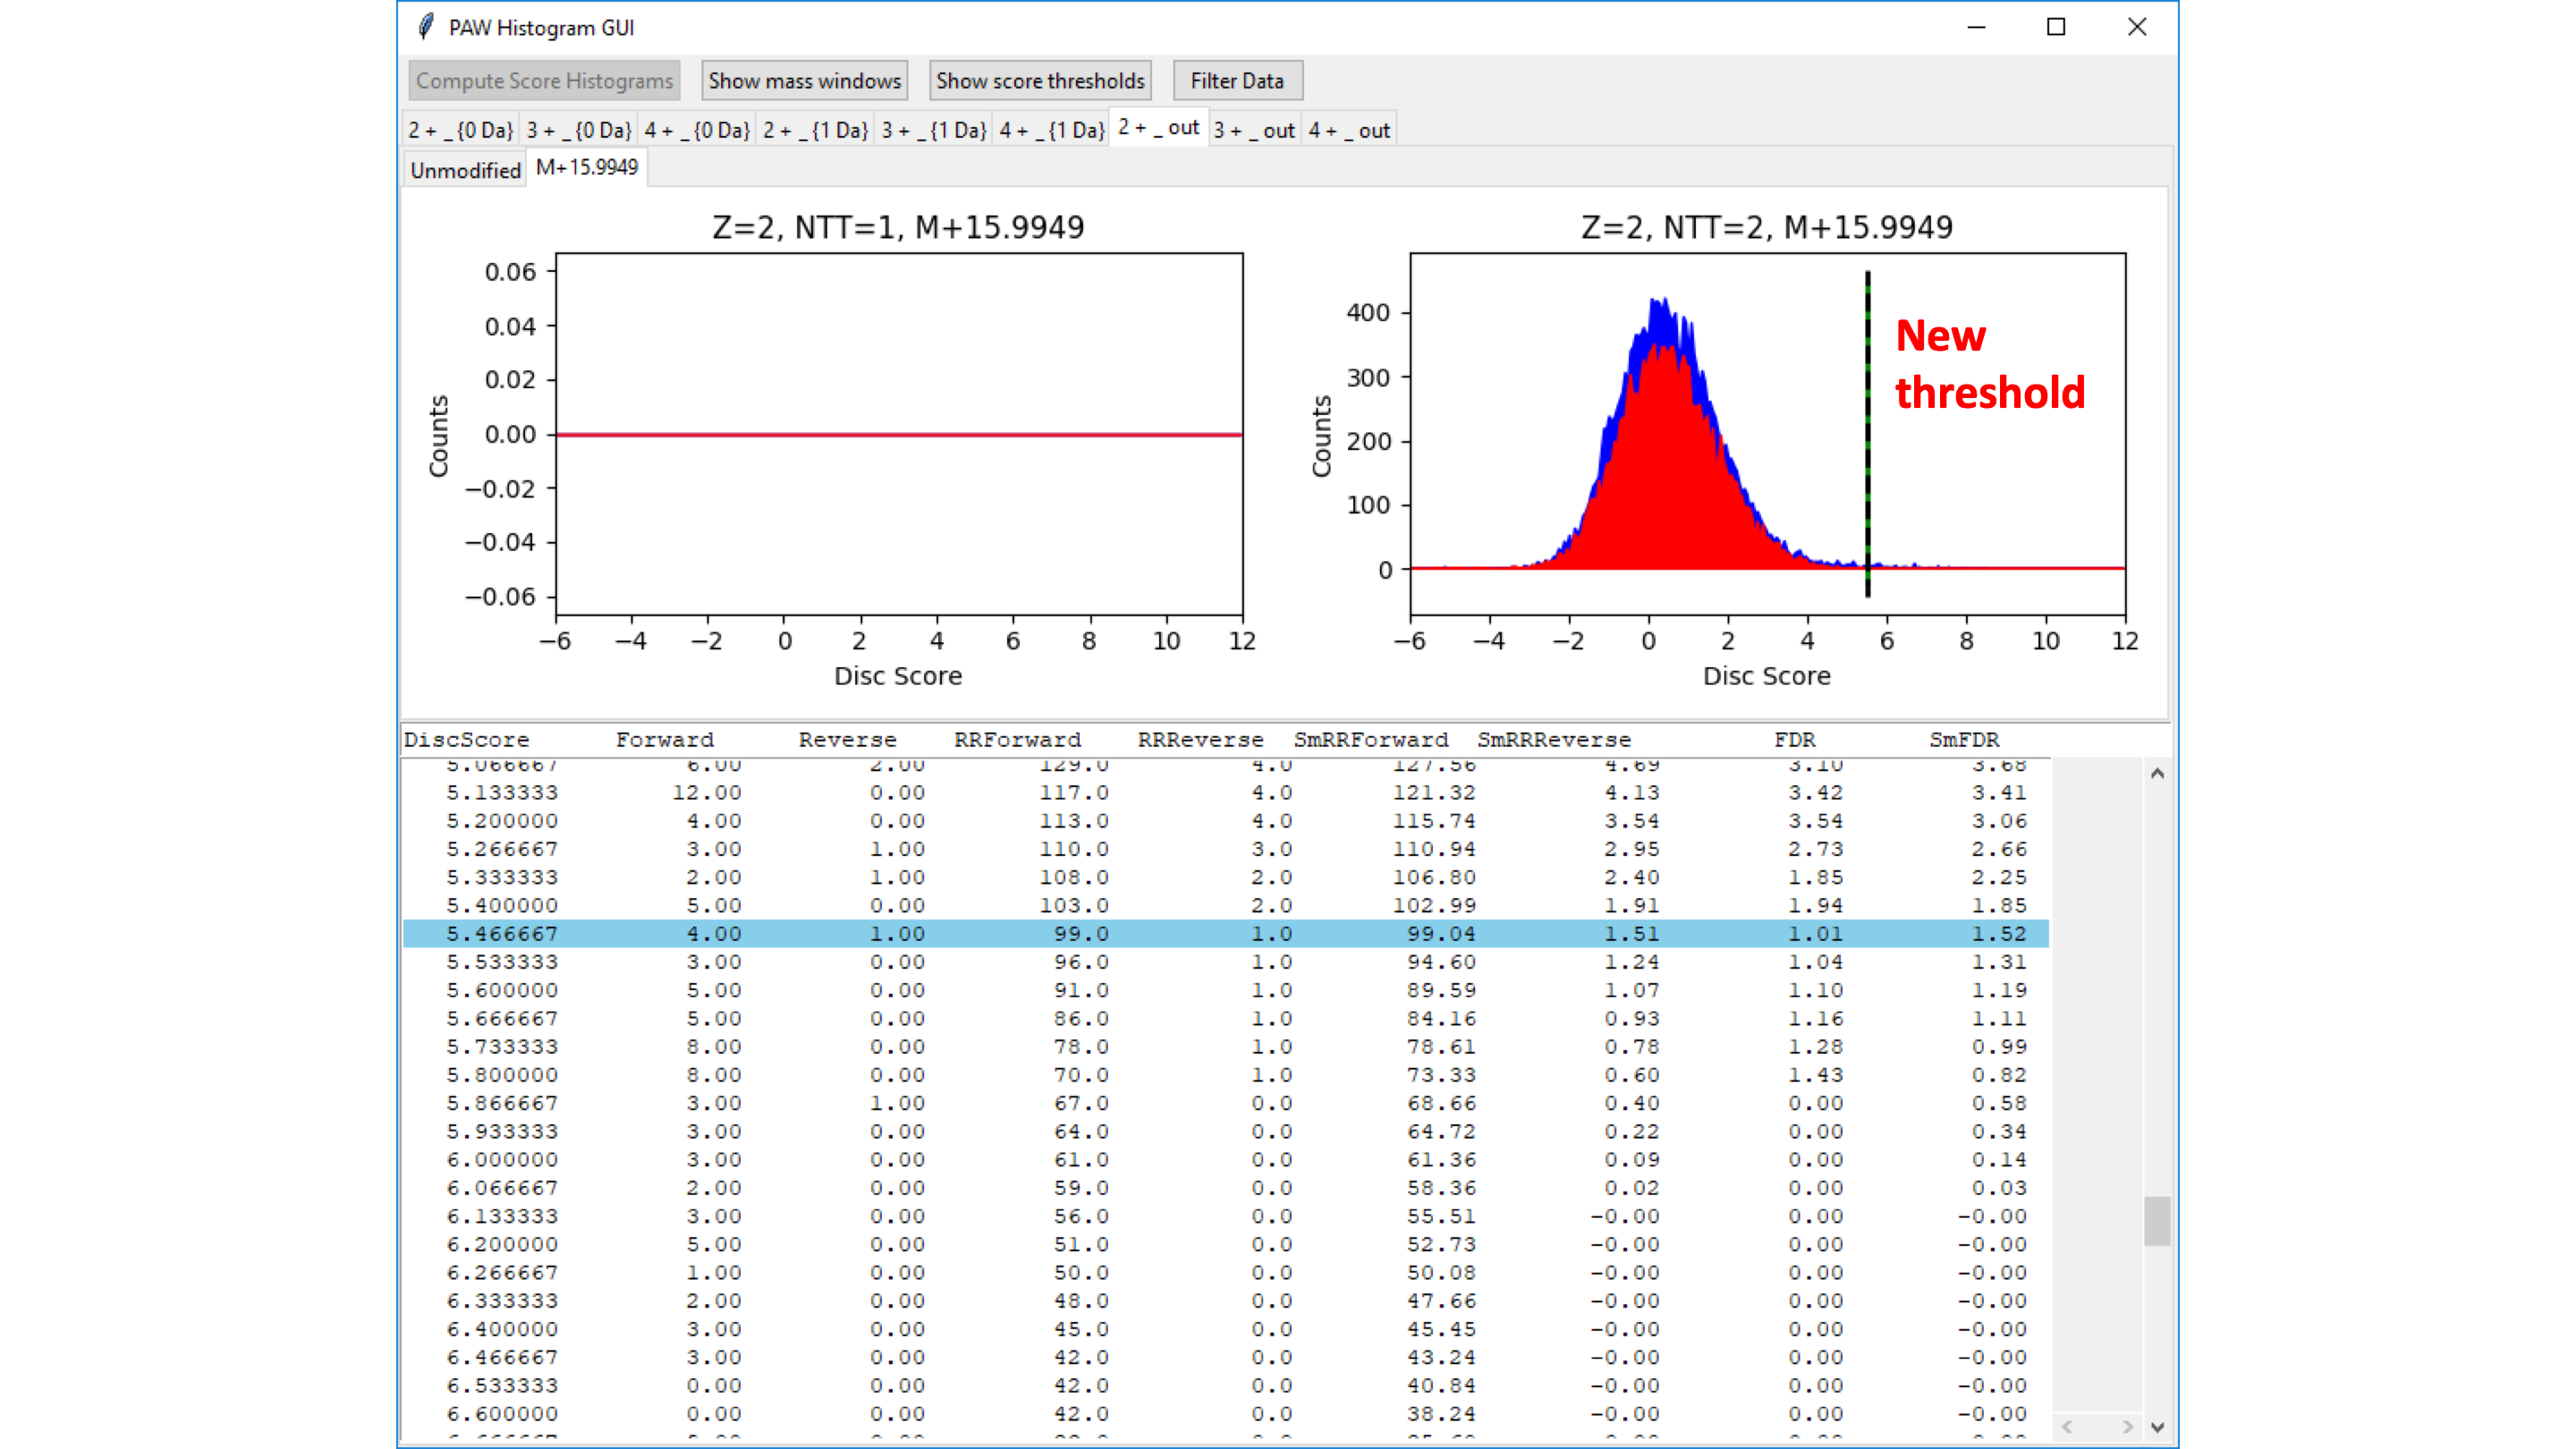 PAW Histogram GUI
Compute Score Histograms Show mass windows Show score thresholds Filter Data
2 + _ {0 Da} 3 + _ {0 Da} 4 + _ {0 Da} 2 + _ {1 Da} 3 + _ {1 Da} 4 + _ {1 Da} 2 + _ out 3 + _ out 4 + _ out
Unmodified M+15.9949
Z=2, NTT=1, M+15.9949
0.06
0.04
0.02
0.00
−0.02
−0.04
−0.06
Counts
−6 −4 −2 0 2 4 6 8 10 12
Disc Score
Z=2, NTT=2, M+15.9949
400
300
200
100
0
Counts
New
threshold
−6 −4 −2 0 2 4 6 8 10 12
Disc Score
DiscScore Forward Reverse RRForward RRReverse SmRRForward SmRRReverse FDR SmFDR
5.066667 6.00 2.00 129.0 4.0 127.56 4.69 3.10 3.68
5.133333 12.00 0.00 117.0 4.0 121.32 4.13 3.42 3.41
5.200000 4.00 0.00 113.0 4.0 115.74 3.54 3.54 3.06
5.266667 3.00 1.00 110.0 3.0 110.94 2.95 2.73 2.66
5.333333 2.00 1.00 108.0 2.0 106.80 2.40 1.85 2.25
5.400000 5.00 0.00 103.0 2.0 102.99 1.91 1.94 1.85
5.466667 4.00 1.00 99.0 1.0 99.04 1.51 1.01 1.52
5.533333 3.00 0.00 96.0 1.0 94.60 1.24 1.04 1.31
5.600000 5.00 0.00 91.0 1.0 89.59 1.07 1.10 1.19
5.666667 5.00 0.00 86.0 1.0 84.16 0.93 1.16 1.11
5.733333 8.00 0.00 78.0 1.0 78.61 0.78 1.28 0.99
5.800000 8.00 0.00 70.0 1.0 73.33 0.60 1.43 0.82
5.866667 3.00 1.00 67.0 0.0 68.66 0.40 0.00 0.58
5.933333 3.00 0.00 64.0 0.0 64.72 0.22 0.00 0.34
6.000000 3.00 0.00 61.0 0.0 61.36 0.09 0.00 0.14
6.066667 2.00 0.00 59.0 0.0 58.36 0.02 0.00 0.03
6.133333 3.00 0.00 56.0 0.0 55.51 -0.00 0.00 -0.00
6.200000 5.00 0.00 51.0 0.0 52.73 -0.00 0.00 -0.00
6.266667 1.00 0.00 50.0 0.0 50.08 -0.00 0.00 -0.00
6.333333 2.00 0.00 48.0 0.0 47.66 -0.00 0.00 -0.00
6.400000 3.00 0.00 45.0 0.0 45.45 -0.00 0.00 -0.00
6.466667 3.00 0.00 42.0 0.0 43.24 -0.00 0.00 -0.00
6.533333 0.00 0.00 42.0 0.0 40.84 -0.00 0.00 -0.00
6.600000 0.00 0.00 42.0 0.0 38.24 -0.00 0.00 -0.00